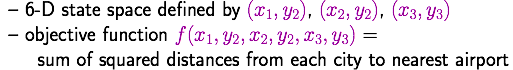 – 6-D state space defined by (x₁, y₂), (x₂, y₂), (x₃, y₃)
– objective function f(x₁, y₂, x₂, y₂, x₃, y₃) =
sum of squared distances from each city to nearest airport